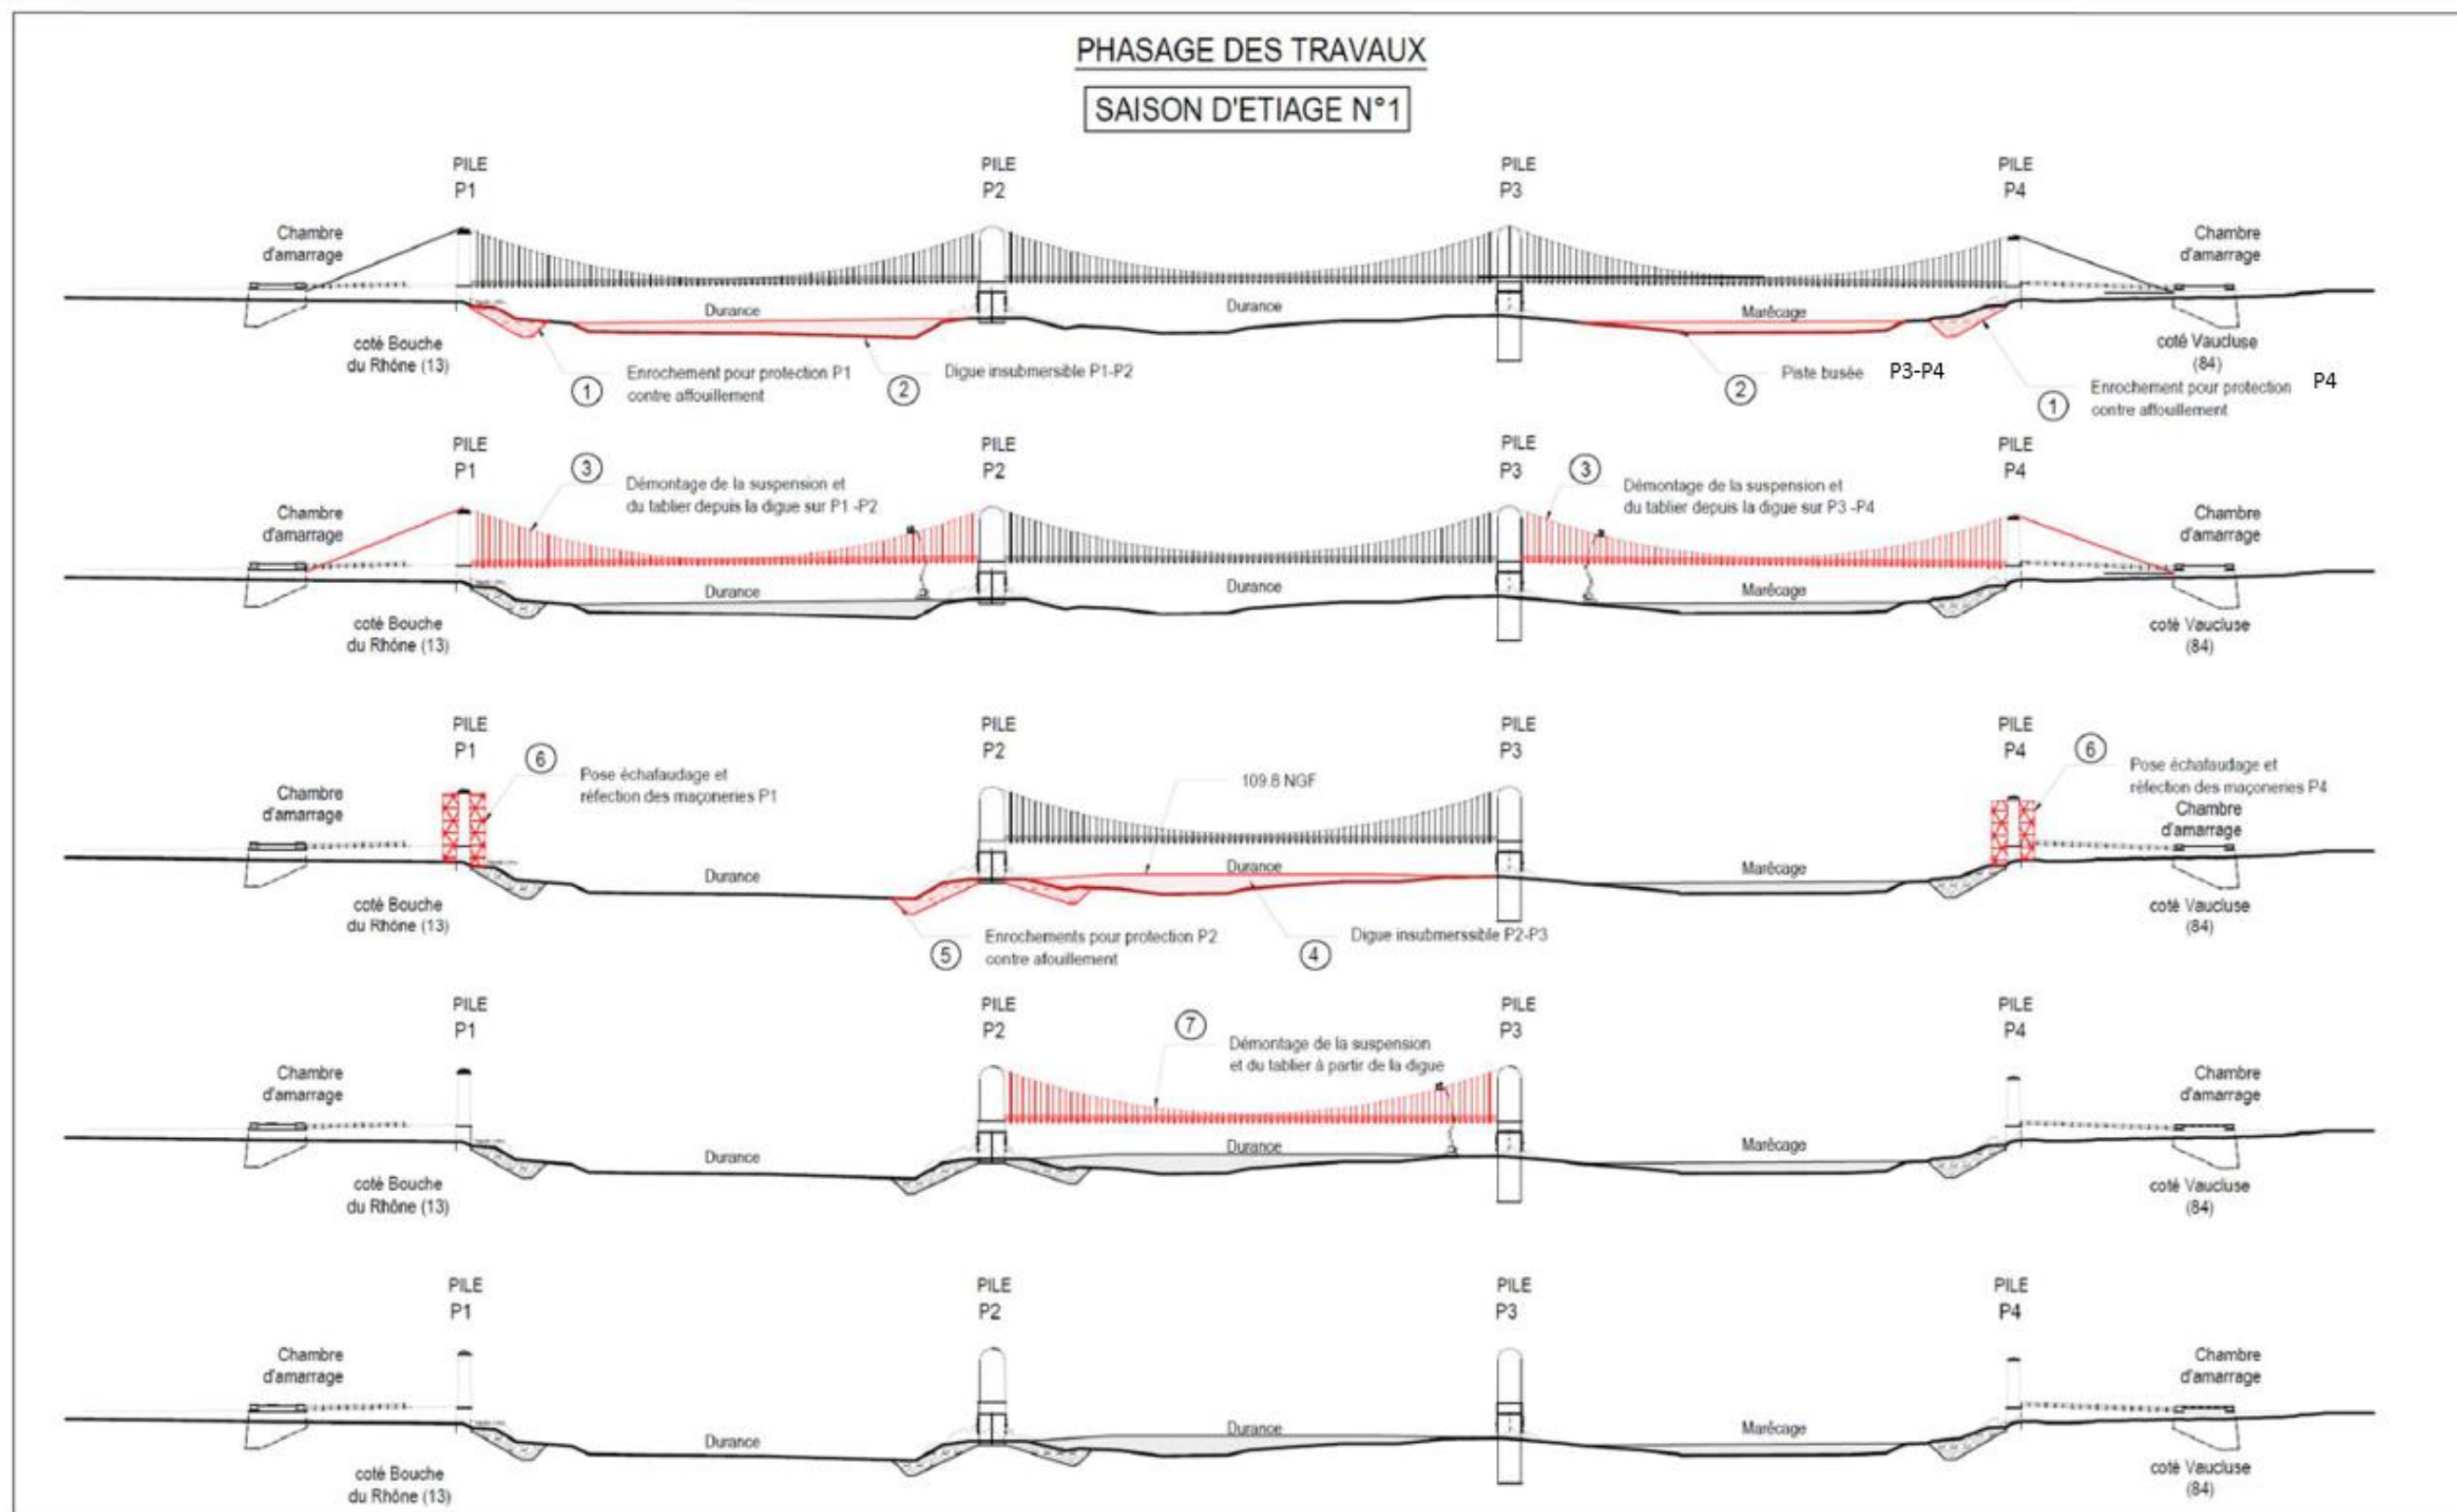 PHASAGE DES TRAVAUX
SAISON D'ETIAGE N°1
PILE
P1
PILE
P2
PILE
P3
PILE
P4
Chambre
d'amarrage
Chambre
d'amarrage
Durance
Durance
Marêcage
coté Bouche
du Rhône (13)
coté Vaucluse
(84)
1
Enrochement pour protection P1
contre affouillement
2
Digue insubmersible P1-P2
2
Piste busée P3-P4
1
Enrochement pour protection P4
contre affouillement
PILE
P1
PILE
P2
PILE
P3
PILE
P4
3
Démontage de la suspension et
du tablier depuis la digue sur P1 -P2
3
Démontage de la suspension et
du tablier depuis la digue sur P3 -P4
Chambre
d'amarrage
Chambre
d'amarrage
Durance
Durance
Marêcage
coté Bouche
du Rhône (13)
coté Vaucluse
(84)
PILE
P1
PILE
P2
PILE
P3
PILE
P4
6
Pose échafaudage et
réfection des maçoneries P1
109.8 NGF
6
Pose échafaudage et
réfection des maçoneries P4
Chambre
d'amarrage
Chambre
d'amarrage
Durance
Durance
Marêcage
coté Bouche
du Rhône (13)
coté Vaucluse
(84)
5
Enrochements pour protection P2
contre afouillement
4
Digue insubmerssible P2-P3
PILE
P1
PILE
P2
PILE
P3
PILE
P4
7
Démontage de la suspension
et du tablier à partir de la digue
Chambre
d'amarrage
Chambre
d'amarrage
Durance
Durance
Marêcage
coté Bouche
du Rhône (13)
coté Vaucluse
(84)
PILE
P1
PILE
P2
PILE
P3
PILE
P4
Chambre
d'amarrage
Chambre
d'amarrage
Durance
Durance
Marêcage
coté Bouche
du Rhône (13)
coté Vaucluse
(84)